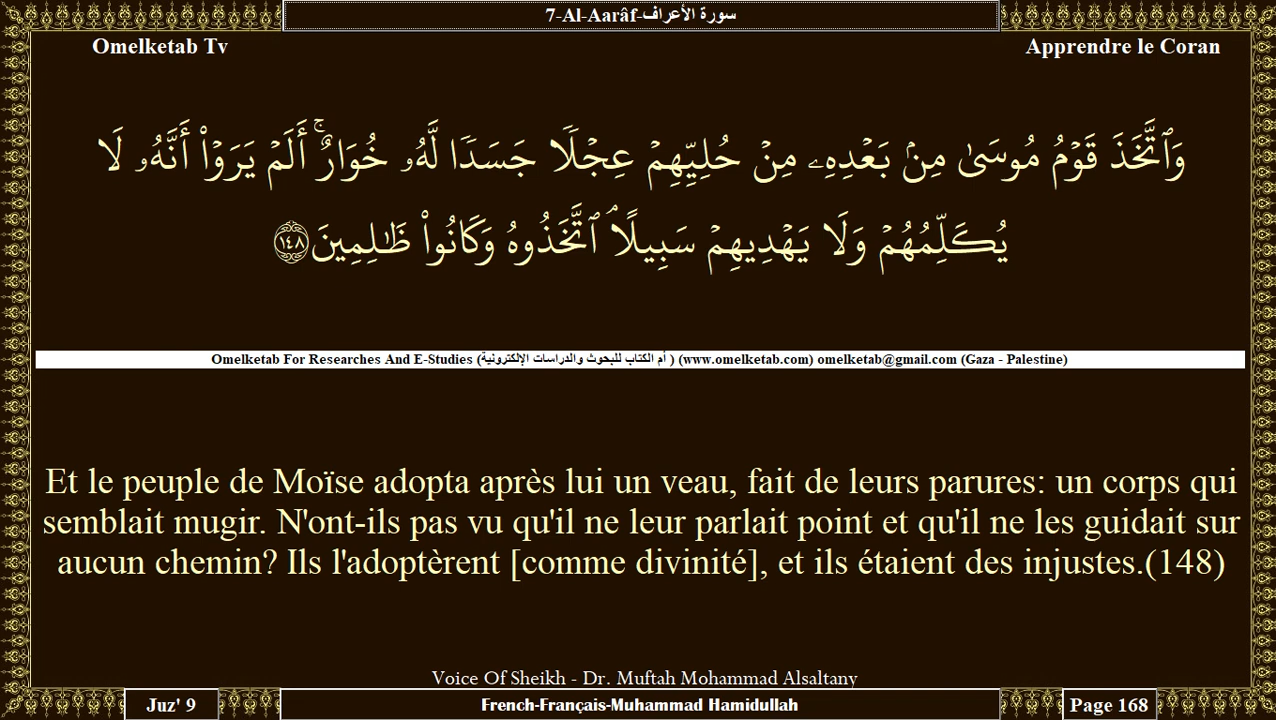 7-Al-Aarâf-سورة الأعراف
Omelketab Tv
Apprendre le Coran
وَٱتَّخَذَ قَوْمُ مُوسَىٰ مِنۢ بَعْدِهِۦ مِنْ حُلِيِّهِمْ عِجْلًا جَسَدًا لَّهُۥ خُوَارٌ ۚ أَلَمْ يَرَوْا۟ أَنَّهُۥ لَا
يُكَلِّمُهُمْ وَلَا يَهْدِيهِمْ سَبِيلًا ۘ ٱتَّخَذُوهُ وَكَانُوا۟ ظَـٰلِمِينَ ١٤٨
Omelketab For Researches And E-Studies (أم الكتاب للبحوث والدراسات الإلكترونية ) (www.omelketab.com) omelketab@gmail.com (Gaza - Palestine)
Et le peuple de Moïse adopta après lui un veau, fait de leurs parures: un corps qui
semblait mugir. N'ont-ils pas vu qu'il ne leur parlait point et qu'il ne les guidait sur
aucun chemin? Ils l'adoptèrent [comme divinité], et ils étaient des injustes.(148)
Voice Of Sheikh - Dr. Muftah Mohammad Alsaltany
Juz' 9
French-Français-Muhammad Hamidullah
Page 168